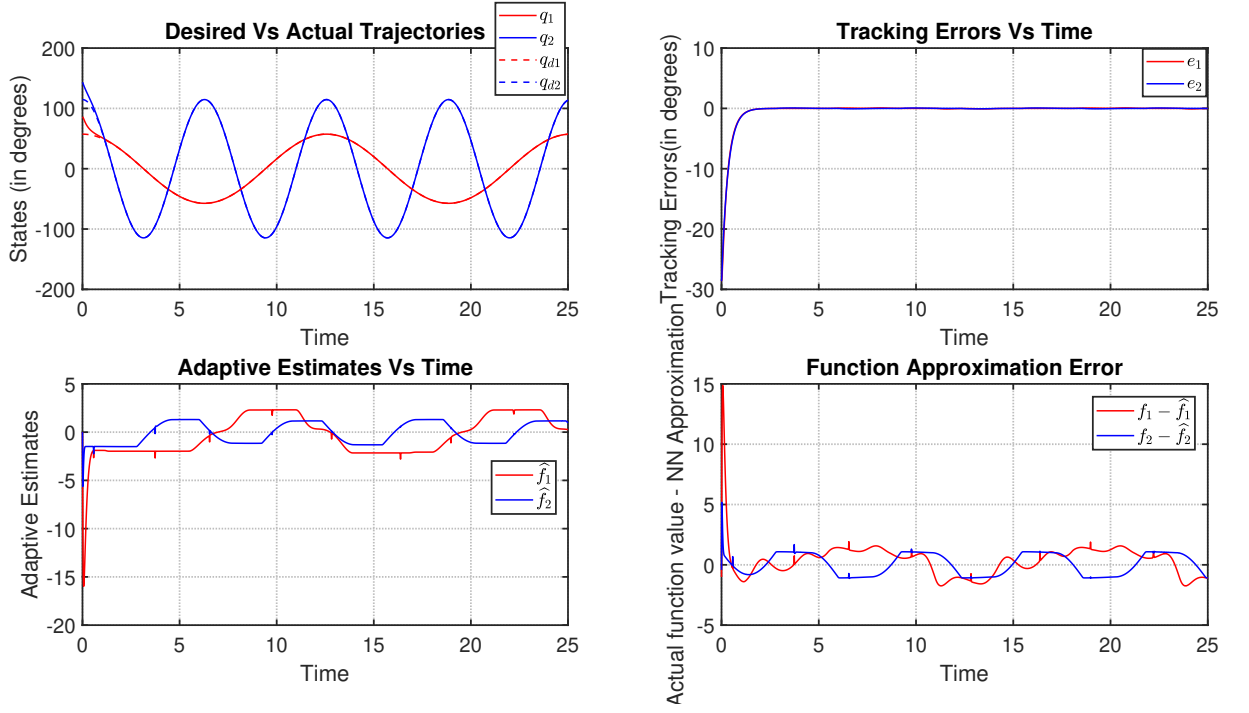 Desired Vs Actual Trajectories
q1
q2
qd1
qd2
200
100
0
-100
-200
States (in degrees)
0
5
10
15
20
25
Time
Tracking Errors Vs Time
e1
e2
10
0
-10
-20
-30
Tracking Errors(in degrees)
0
5
10
15
20
25
Time
Adaptive Estimates Vs Time
5
0
-5
-10
-15
-20
Adaptive Estimates
f̂1
f̂2
0
5
10
15
20
25
Time
Function Approximation Error
15
10
5
0
-5
Actual function value - NN Approximation
f1 − f̂1
f2 − f̂2
0
5
10
15
20
25
Time